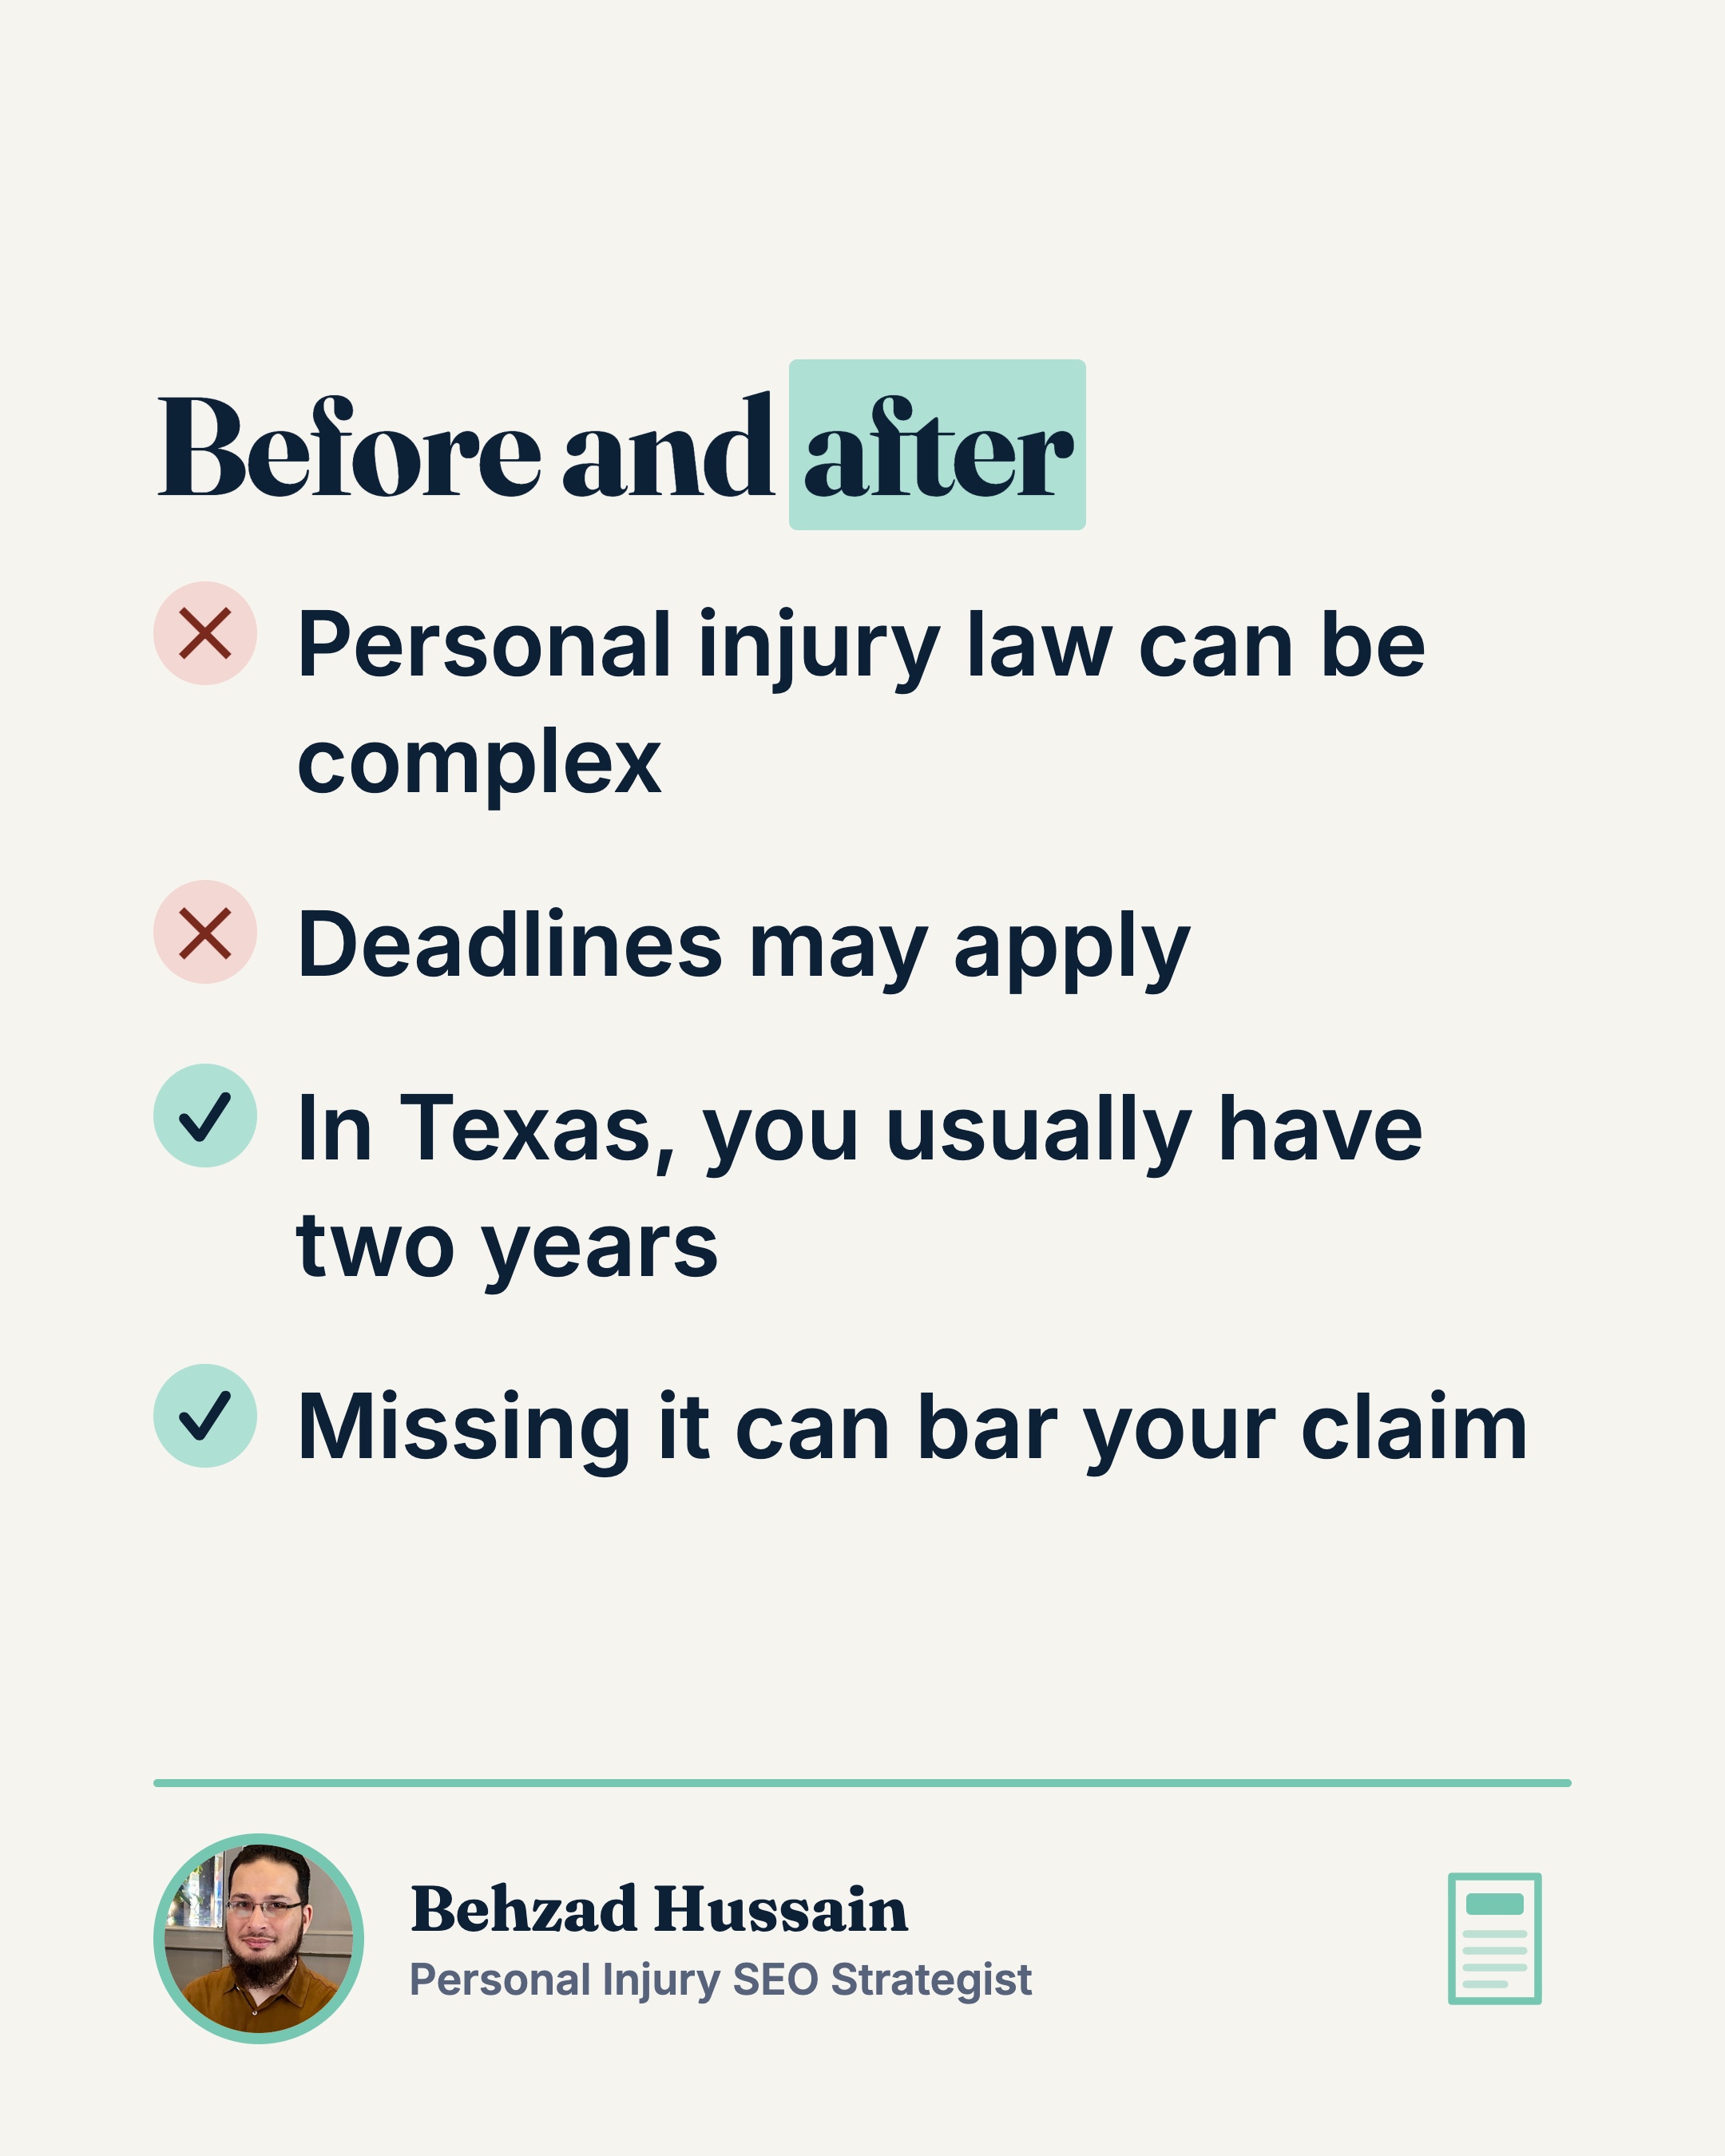 Before and after
Personal injury law can be
complex
Deadlines may apply
In Texas, you usually have
two years
Missing it can bar your claim
Behzad Hussain
Personal Injury SEO Strategist